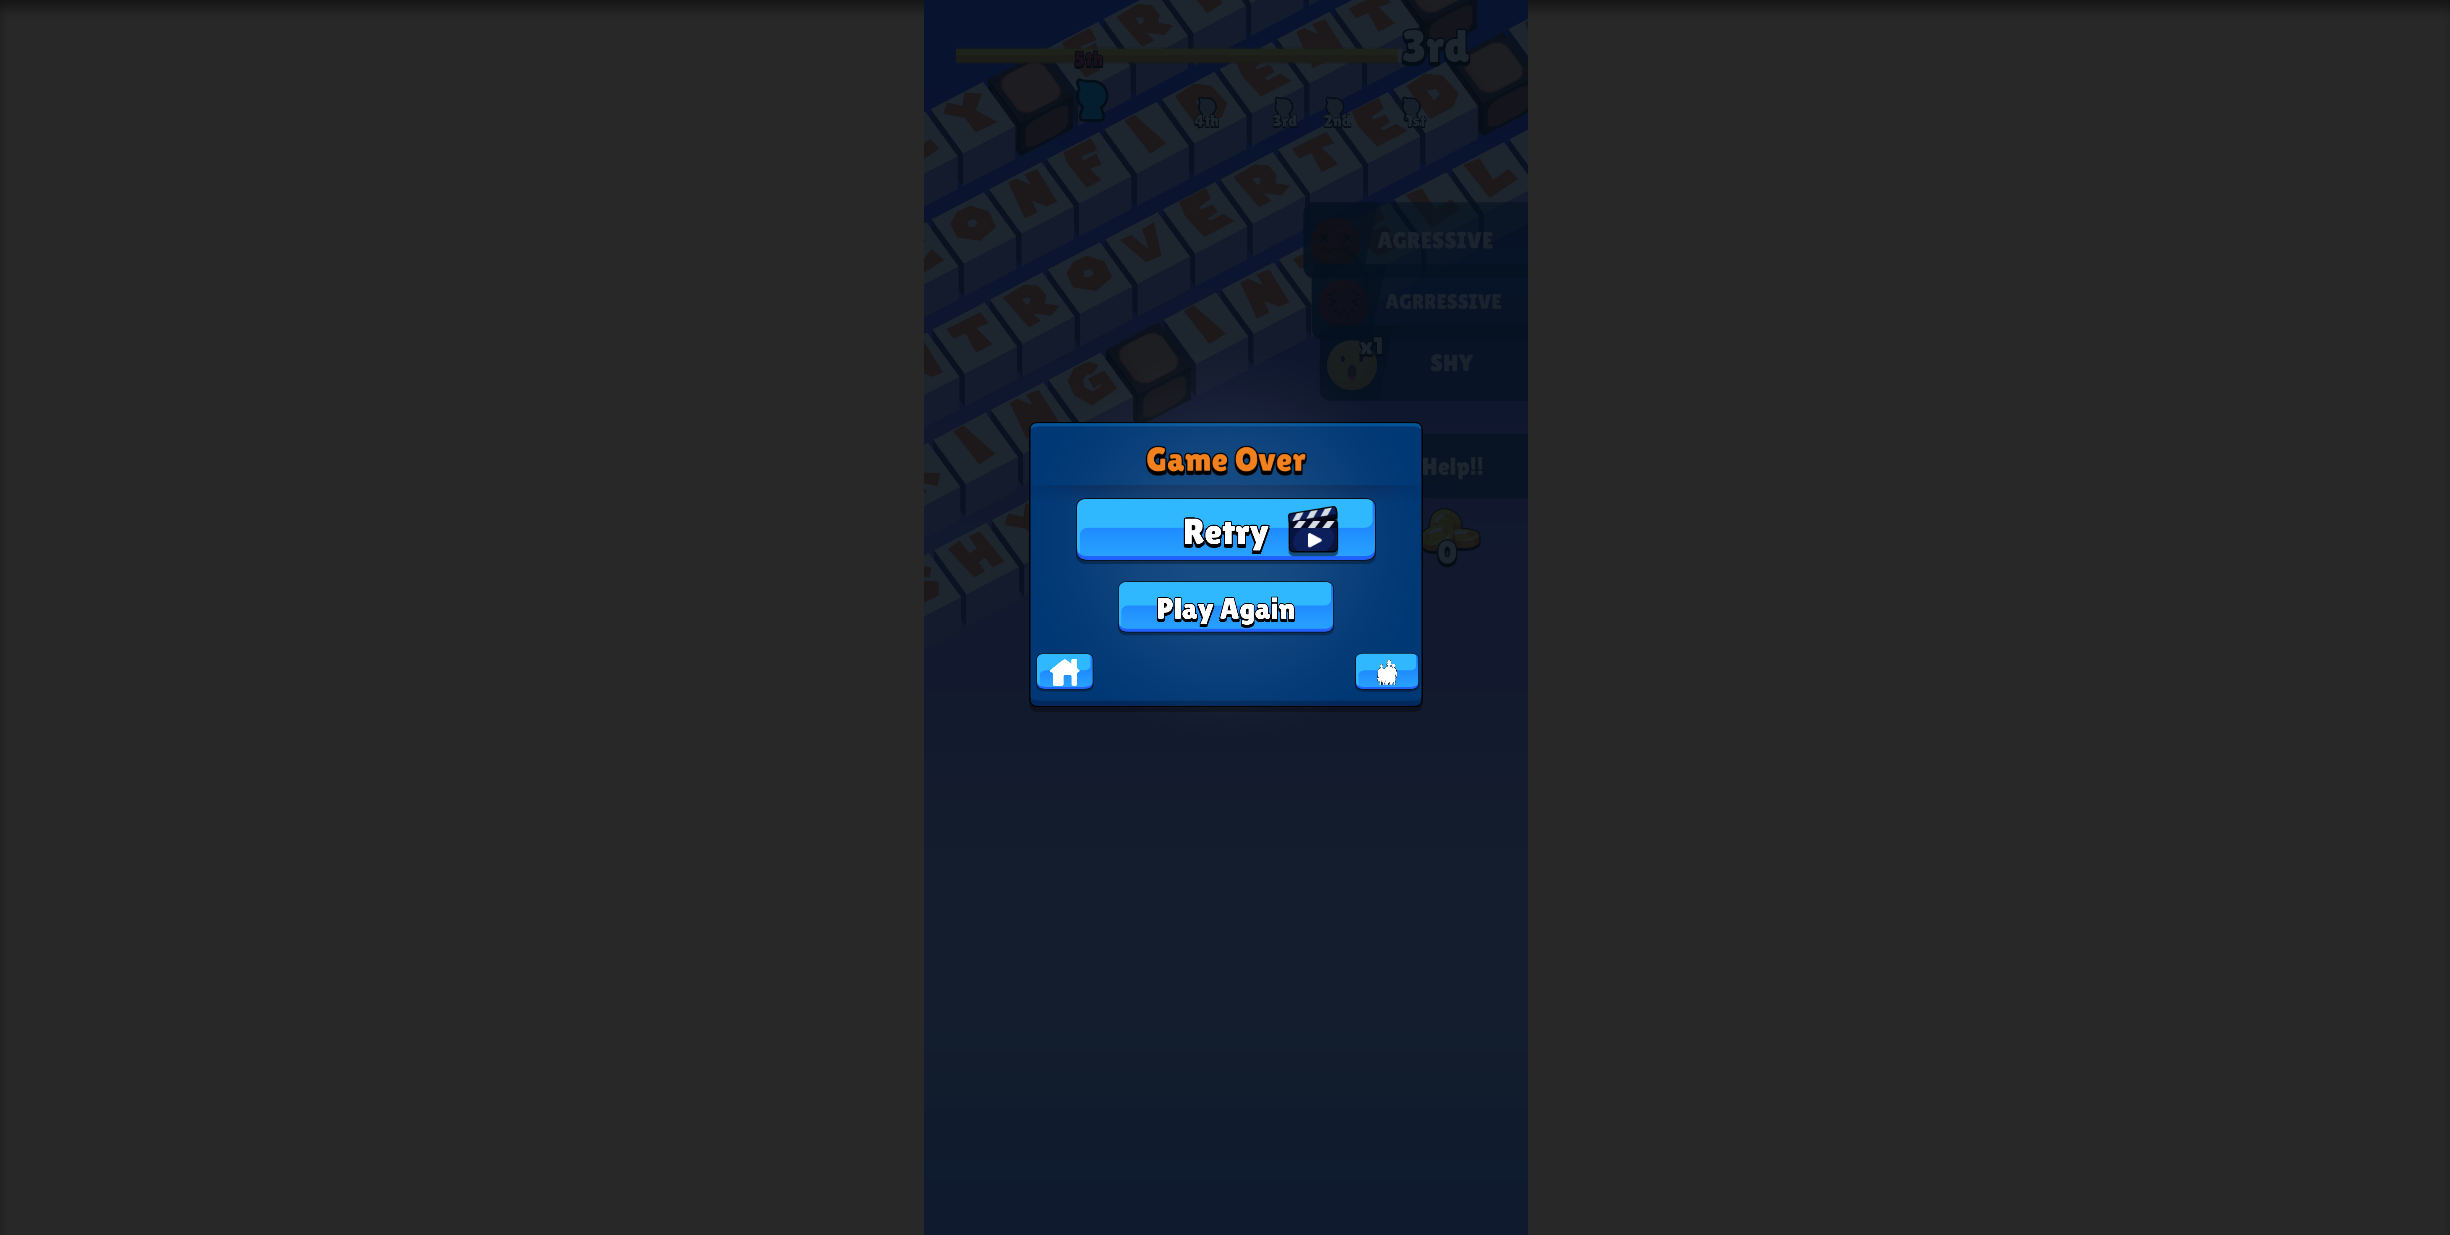 3rd
5th
4th 3rd 2nd 1st
AGRESSIVE
AGRRESSIVE
x1 SHY
Help!!
0
Game Over
Retry
Play Again